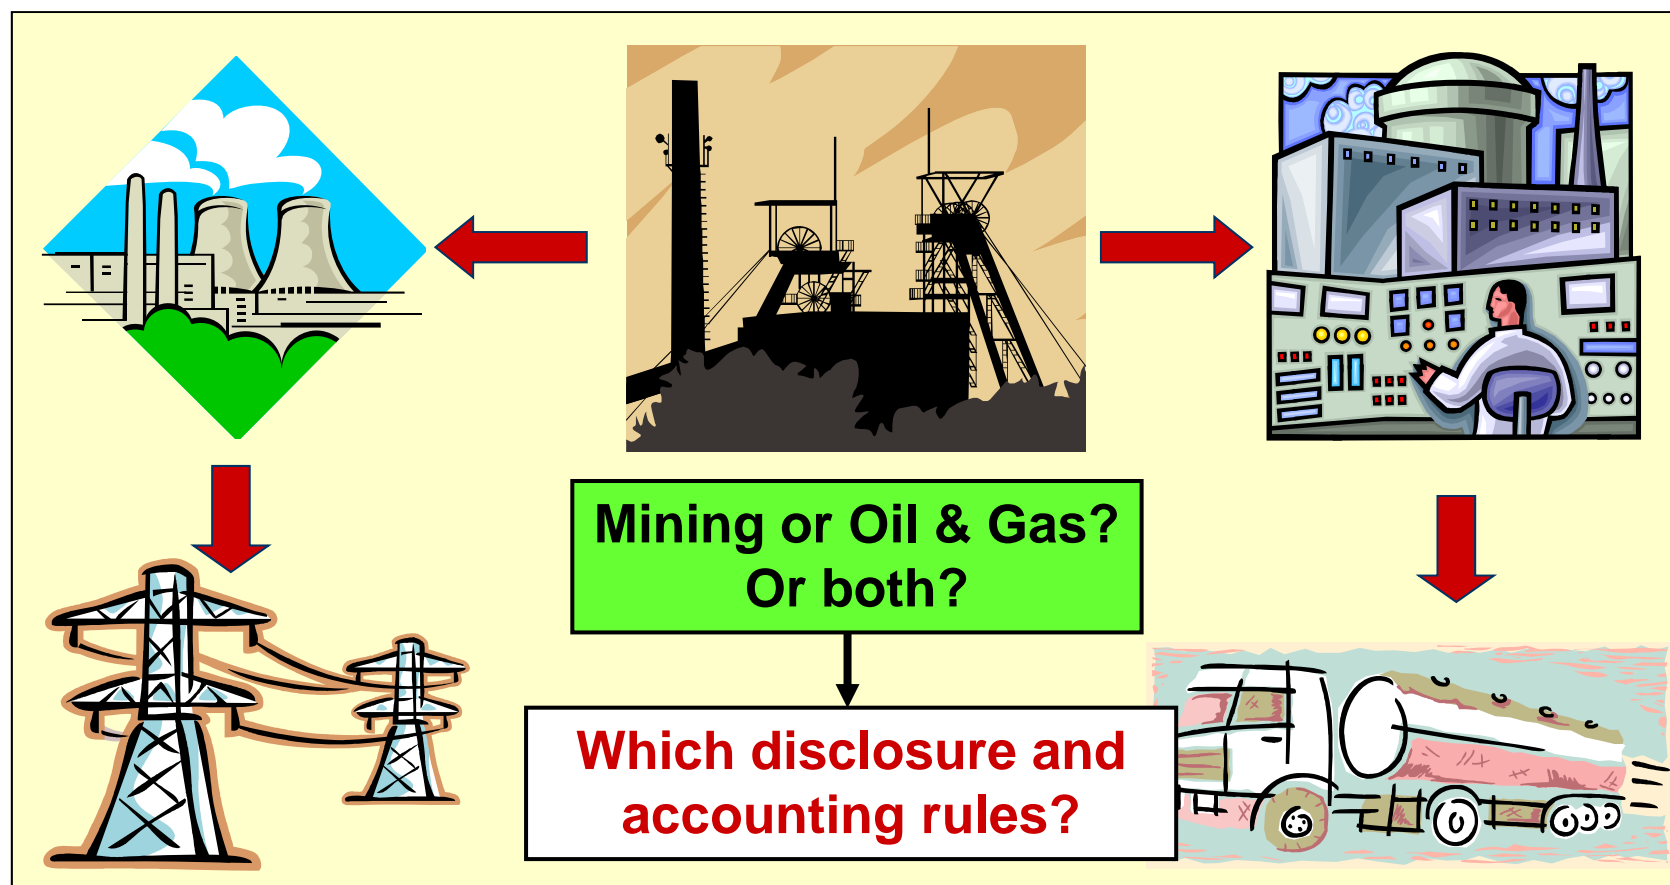 Mining or Oil & Gas?
Or both?
Which disclosure and
accounting rules?